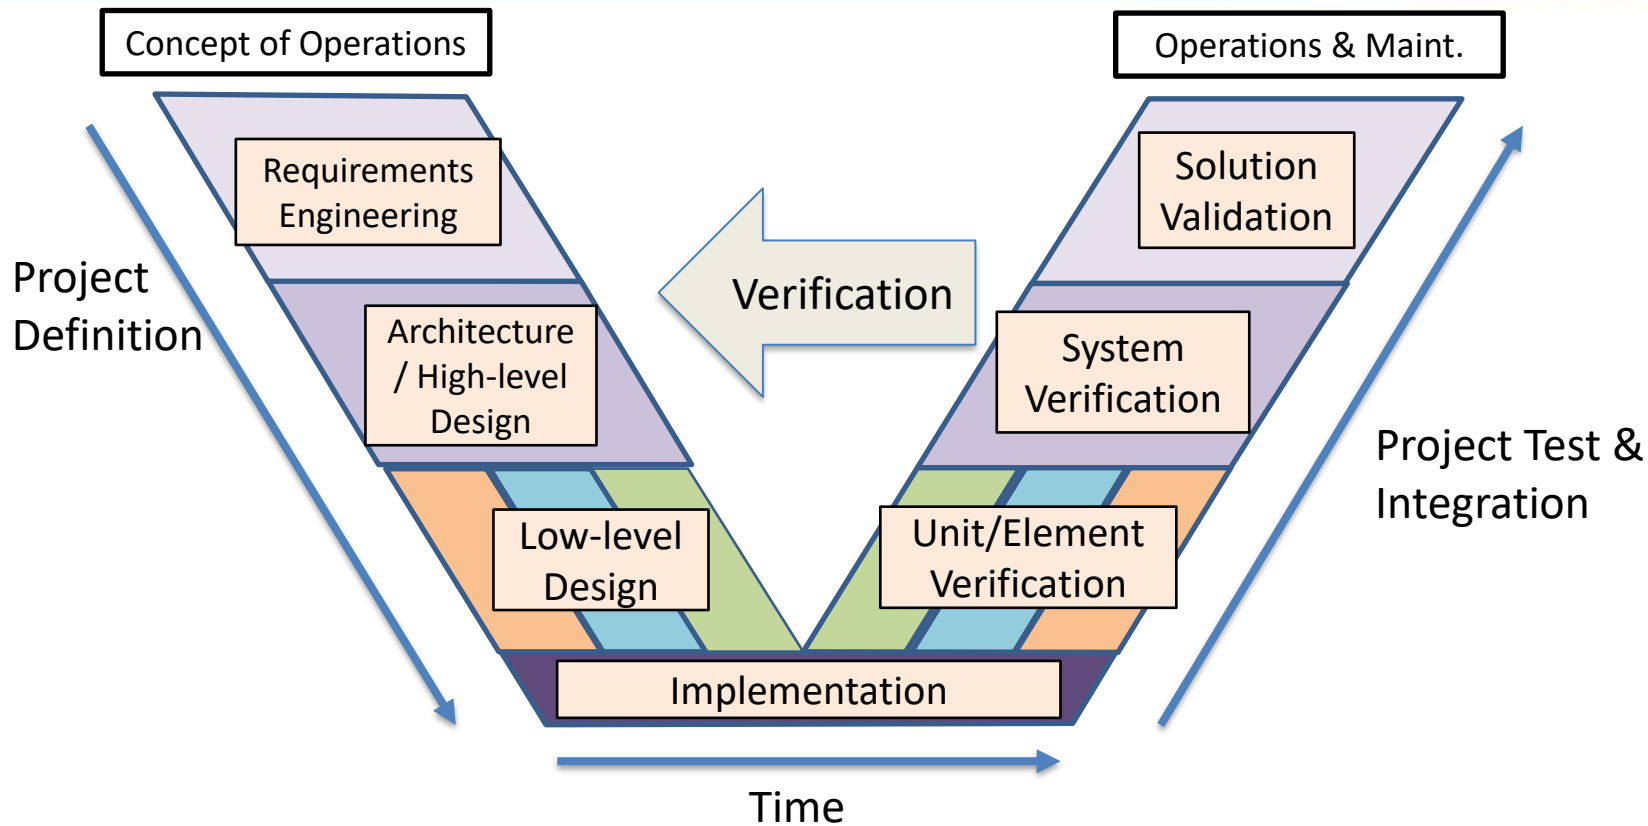 Concept of Operations
Operations & Maint.
Requirements
Engineering
Solution
Validation
Project
Definition
Verification
Architecture
/ High-level
Design
System
Verification
Project Test &
Integration
Low-level
Design
Unit/Element
Verification
Implementation
Time